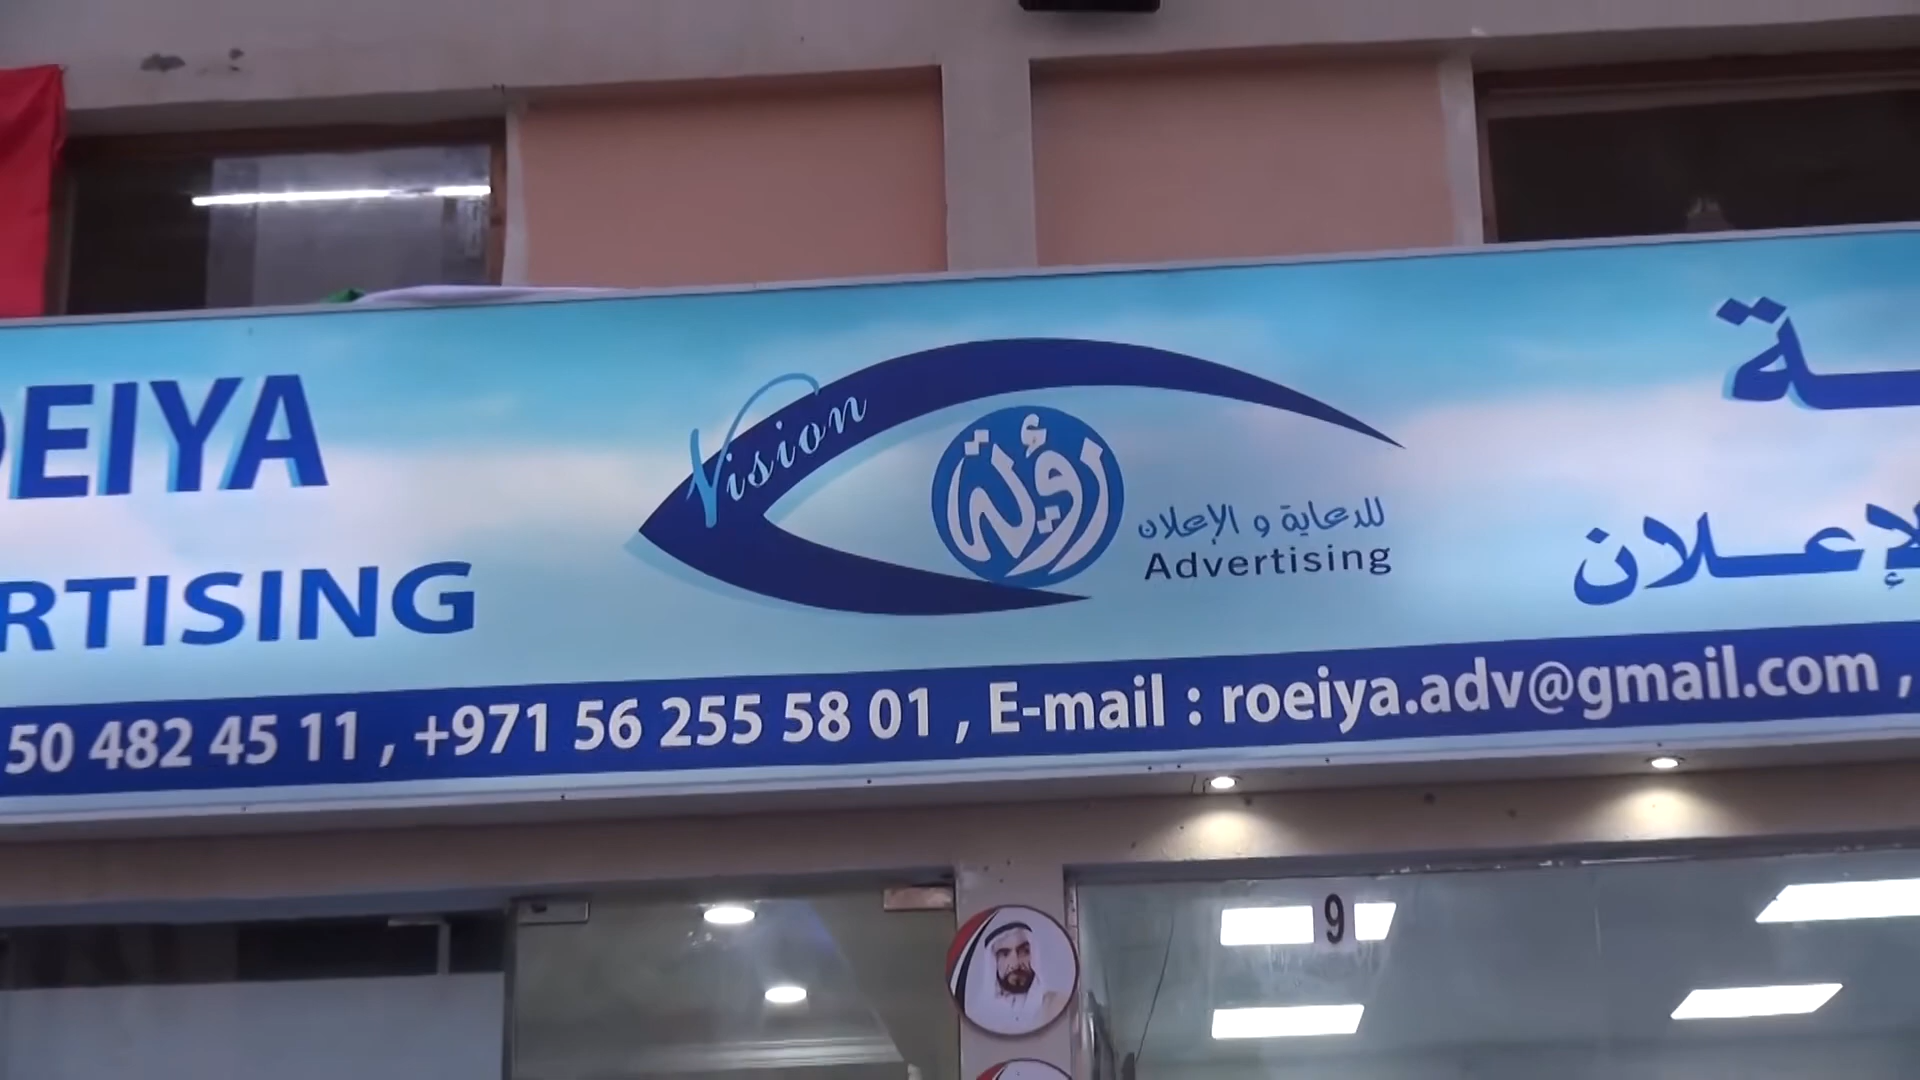 OEIYA
RTISING
Vision
رؤية
للدعاية و الإعلان
Advertising
الإعلان
50 482 45 11 , +971 56 255 58 01 , E-mail : roeiya.adv@gmail.com ,
9